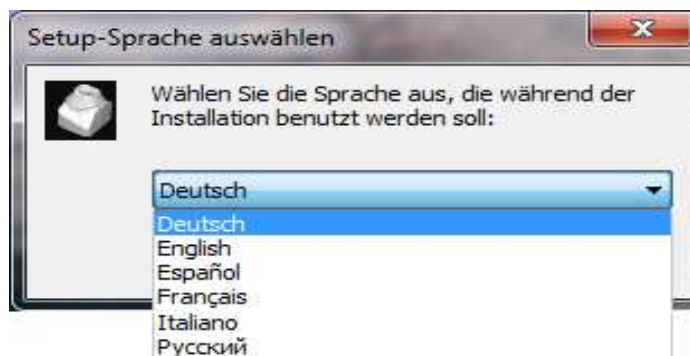 Setup-Sprache auswählen
Wählen Sie die Sprache aus, die während der
Installation benutzt werden soll:
Deutsch
Deutsch
English
Español
Français
Italiano
Русский